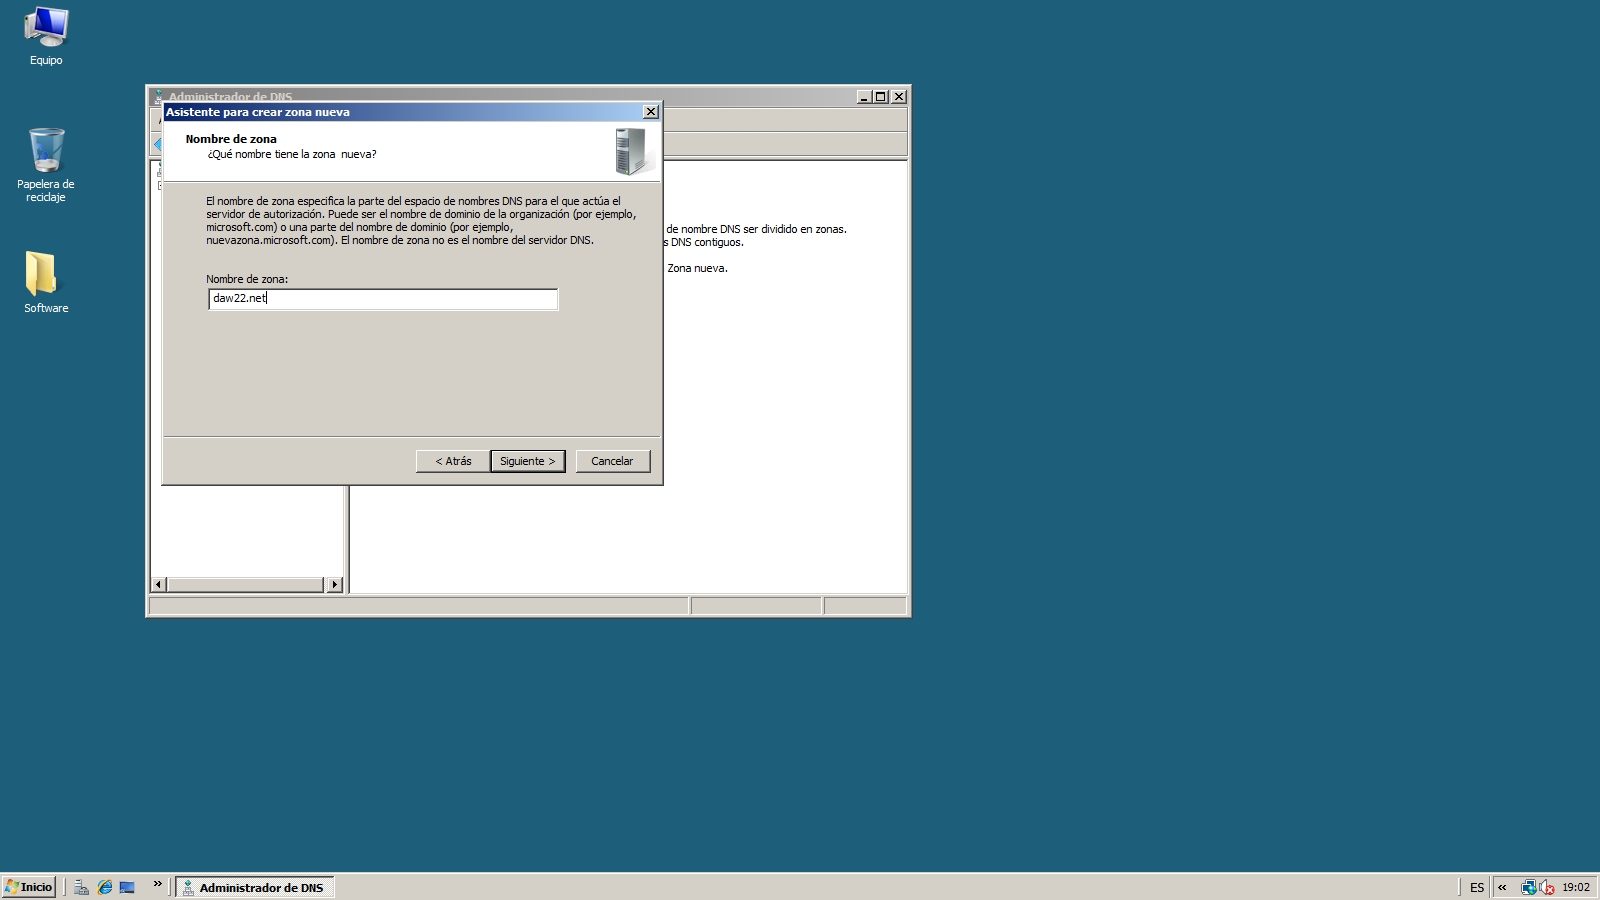 Equipo
Papelera de
reciclaje
Software
Administrador de DNS
Asistente para crear zona nueva
Nombre de zona
¿Qué nombre tiene la zona nueva?
El nombre de zona especifica la parte del espacio de nombres DNS para el que actúa el
servidor de autorización. Puede ser el nombre de dominio de la organización (por ejemplo,
microsoft.com) o una parte del nombre de dominio (por ejemplo,
nuevazona.microsoft.com). El nombre de zona no es el nombre del servidor DNS.
Nombre de zona:
daw22.net
< Atrás
Siguiente >
Cancelar
de nombre DNS ser dividido en zonas.
s DNS contiguos.
Zona nueva.
Inicio
Administrador de DNS
ES
19:02